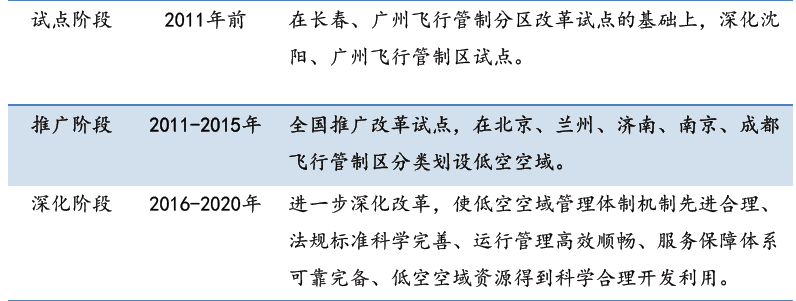 试点阶段 2011年前 在长春、广州飞行管制分区改革试点的基础上，深化沈
阳、广州飞行管制区试点。
推广阶段 2011-2015年 全国推广改革试点，在北京、兰州、济南、南京、成都
飞行管制区分类划设低空空域。
深化阶段 2016-2020年 进一步深化改革，使低空空域管理体制机制先进合理、
法规标准科学完善、运行管理高效顺畅、服务保障体系
可靠完备、低空空域资源得到科学合理开发利用。